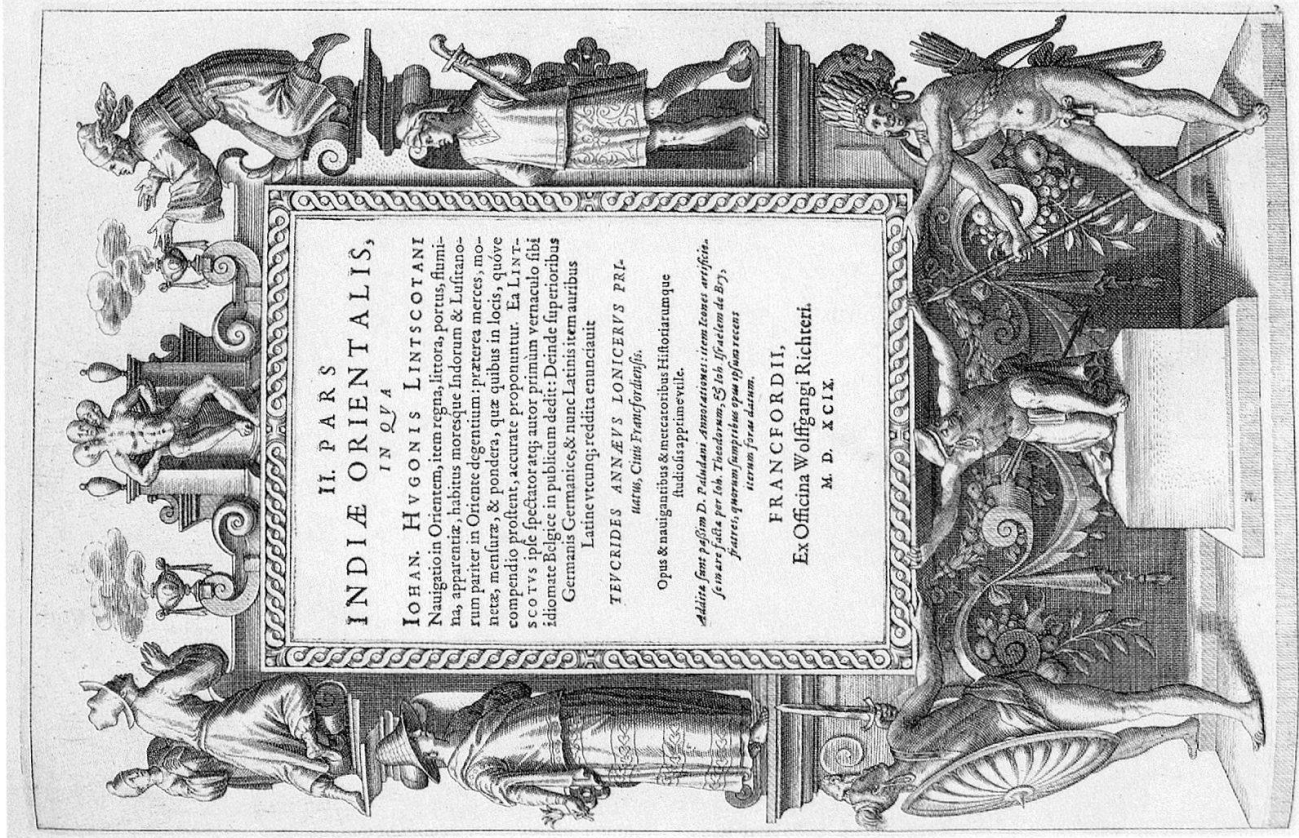 II. PARS
INDIÆ ORIENTALIS,
IN QVA
IOHAN. HVGONIS LINTSCOTANI
Nauigatio in Orientem, item regna, littora, portus, flumi-
na, apparentiæ, habitus moresque Indorum & Luſitano-
rum pariter in Oriente degentium: præterea merces, mo-
netæ, menſuræ, & pondera, quæ quibus in locis, quóve
compendio proſtent, accurate proponuntur. Ea LINT-
SCOTVS ipſe ſpectator atq; autor primùm vernaculo ſibi
idiomate Belgice in publicum dedit: Deinde ſuperioribus
Germanis Germanice, & nunc Latinis item auribus
Latine vtcunq; reddita enunciauit
TEVCRIDES ANNÆVS LONICERVS PRI-
uatus, Ciuis Francfordienſis.
Opus & nauigantibus & mercatoribus Hiſtoriarumque
ſtudioſis apprime vtile.
Addita ſunt paßim D. Paludani Annotationes: item Icones artificio-
ſe in ære factæ per Ioh. Theodorum, & Ioh. Iſraëlem de Bry,
fratres, quorum ſumptibus opus ipſum recens
iterum foras datum.
FRANCFORDII,
Ex Officina Wolffgangi Richteri.
M. D. XCIX.